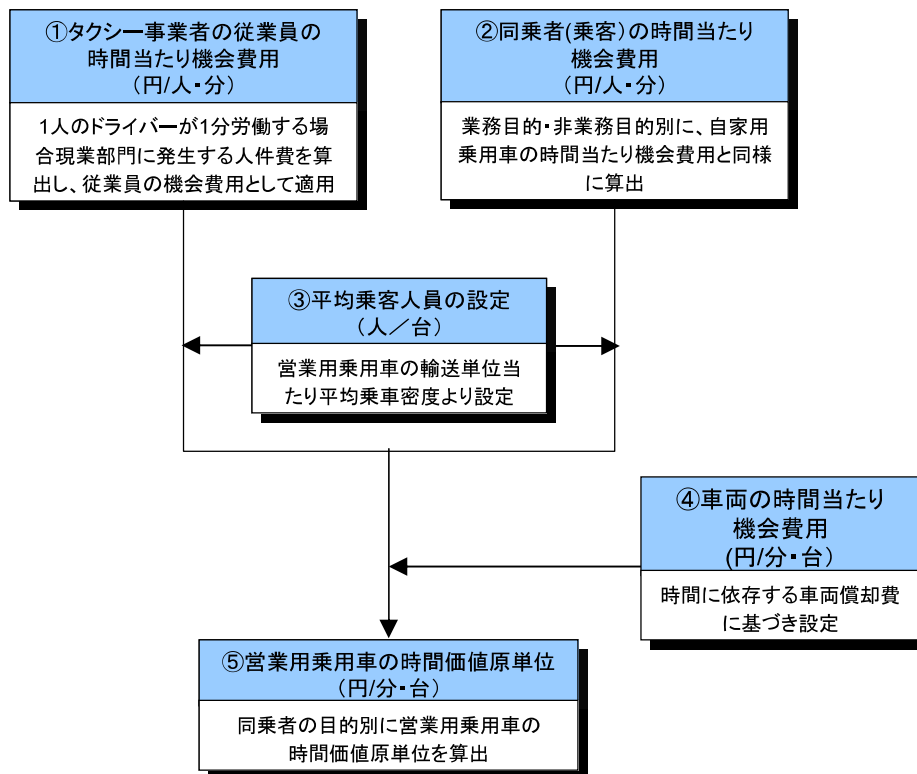 ①タクシー事業者の従業員の
時間当たり機会費用
(円/人・分)
1人のドライバーが1分労働する場
合現業部門に発生する人件費を算
出し、従業員の機会費用として適用
②同乗者(乗客)の時間当たり
機会費用
(円/人・分)
業務目的・非業務目的別に、自家用
乗用車の時間当たり機会費用と同様
に算出
③平均乗客人員の設定
(人／台)
営業用乗用車の輸送単位当
たり平均乗車密度より設定
④車両の時間当たり
機会費用
(円/分・台)
時間に依存する車両償却費
に基づき設定
⑤営業用乗用車の時間価値原単位
(円/分・台)
同乗者の目的別に営業用乗用車の
時間価値原単位を算出